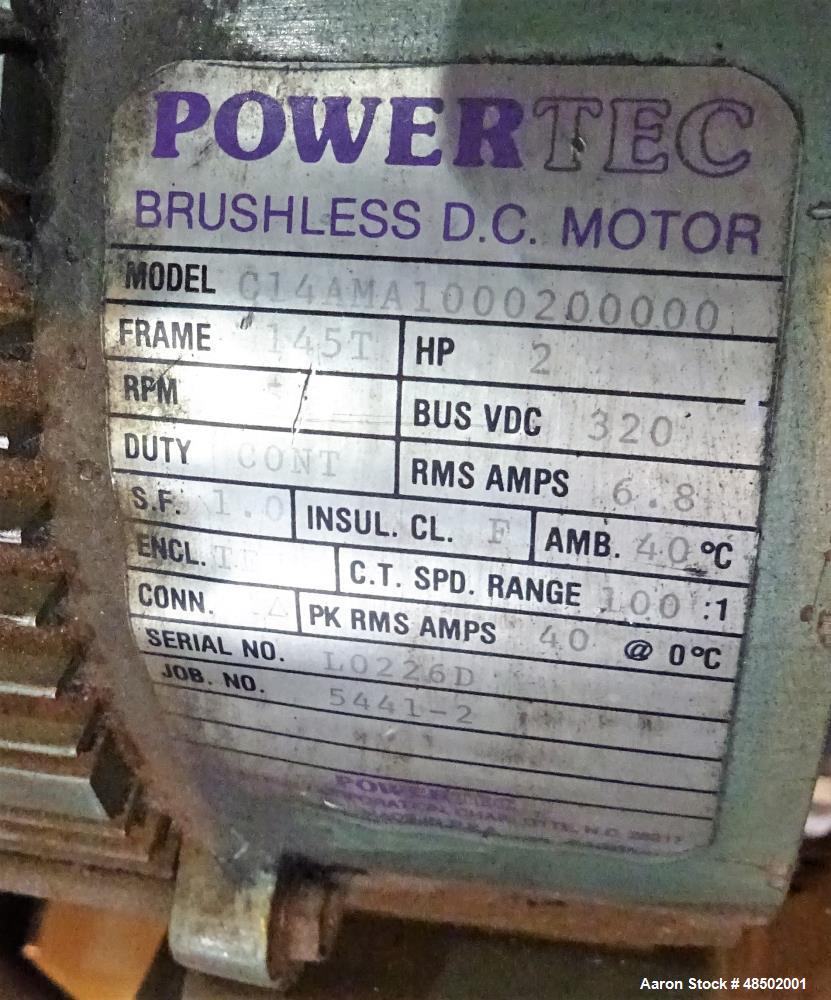 POWERTEC
BRUSHLESS D.C. MOTOR
MODEL C14AMA1000200000
FRAME 145T HP 2
RPM BUS VDC 320
DUTY CONT RMS AMPS 6.8
S.F. 1.0 INSUL. CL. F AMB. 40 °C
ENCL. C.T. SPD. RANGE 100 :1
CONN. △ PK RMS AMPS 40 @ 0°C
SERIAL NO. L0226D
JOB. NO. 5441-2
POWERTEC
CHARLOTTE, N.C.
Aaron Stock # 48502001